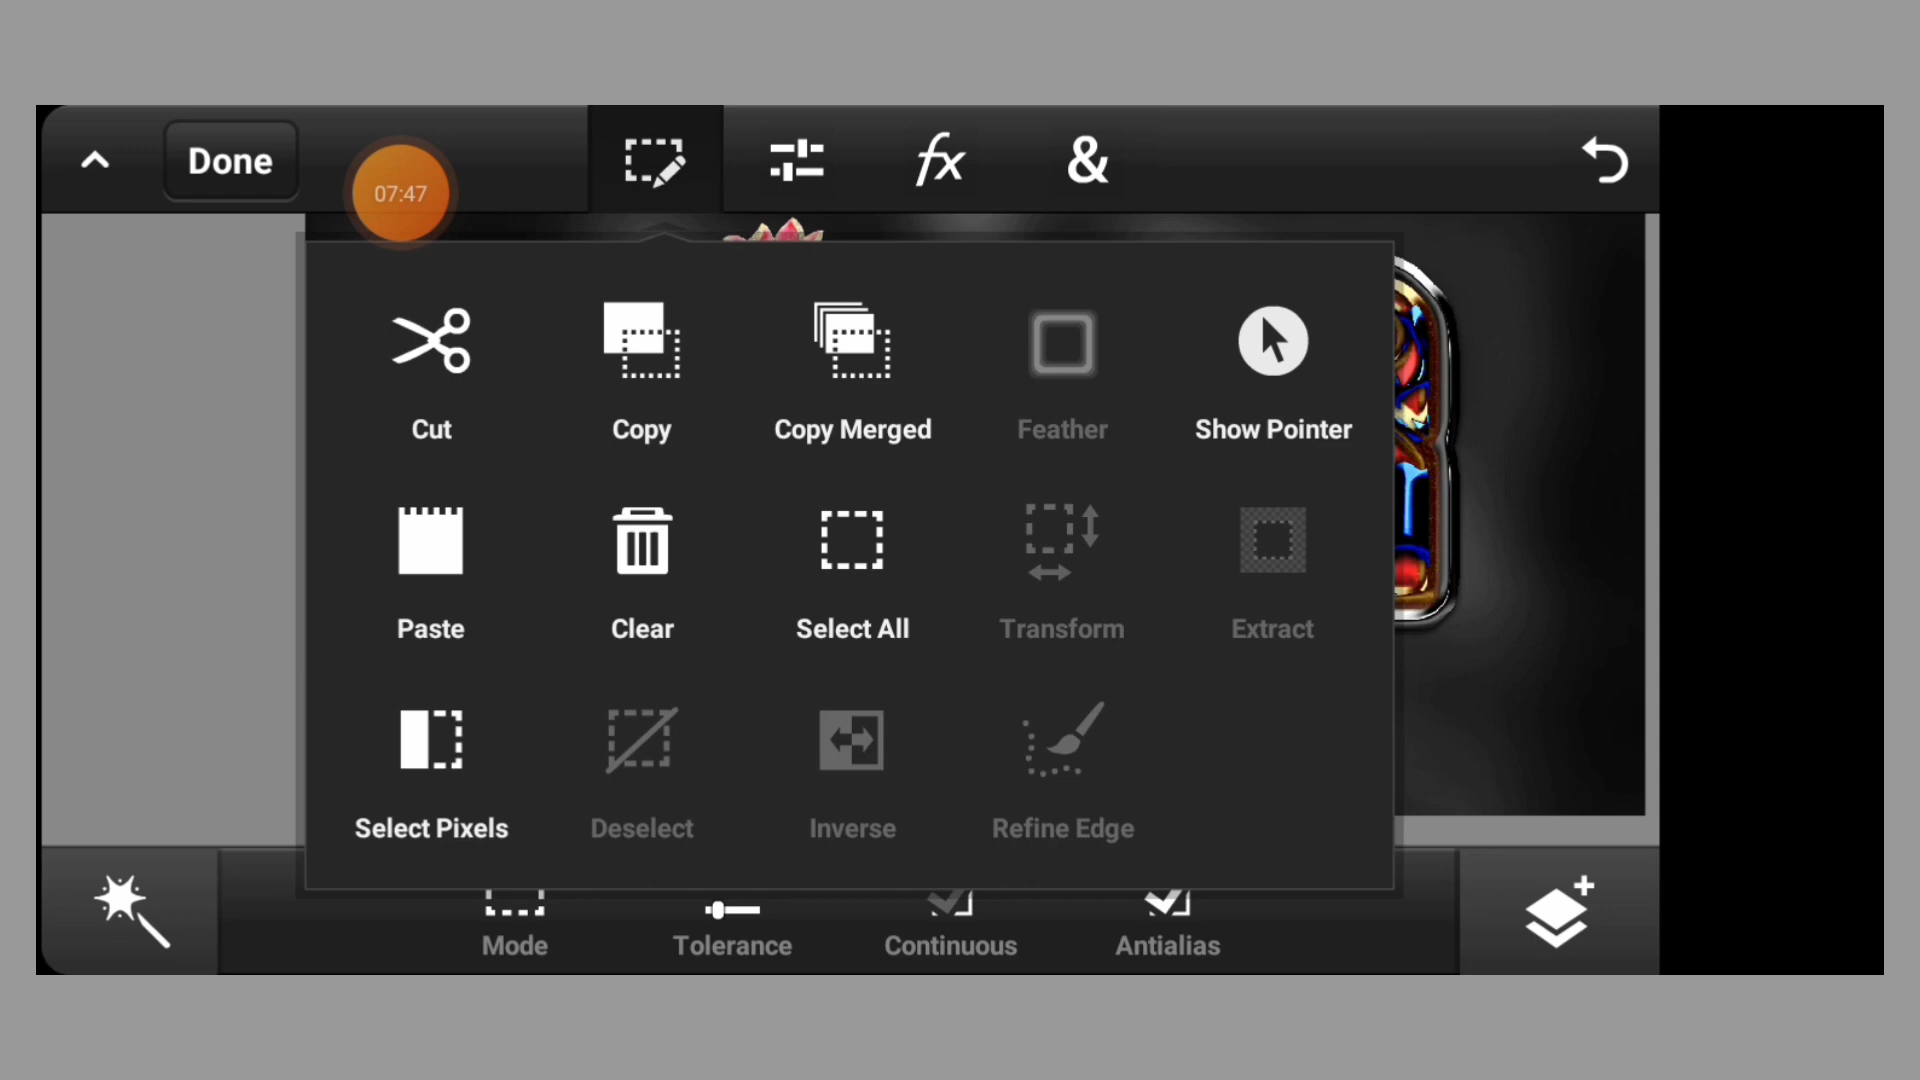 Done
07:47
fx
&
Cut
Copy
Copy Merged
Feather
Show Pointer
Paste
Clear
Select All
Transform
Extract
Select Pixels
Deselect
Inverse
Refine Edge
Mode
Tolerance
Continuous
Antialias